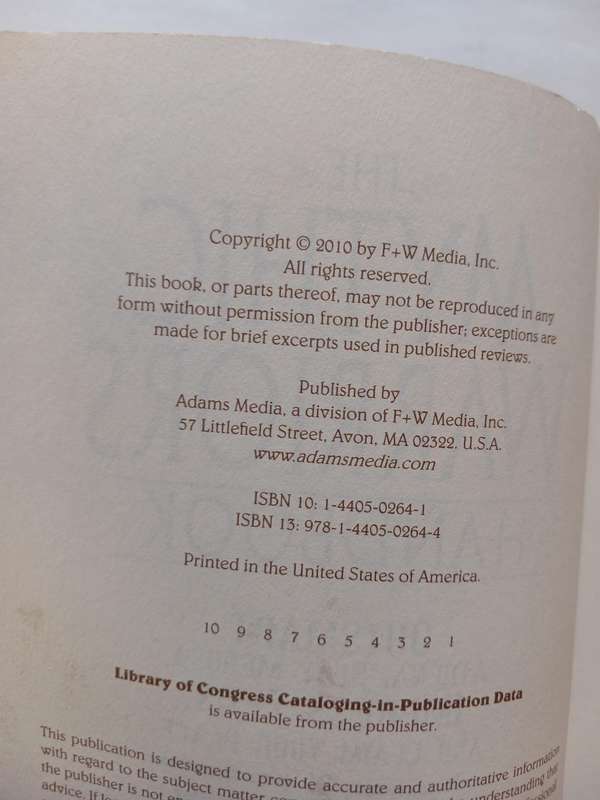 Copyright © 2010 by F+W Media, Inc.
All rights reserved.
This book, or parts thereof, may not be reproduced in any
form without permission from the publisher; exceptions are
made for brief excerpts used in published reviews.
Published by
Adams Media, a division of F+W Media, Inc.
57 Littlefield Street, Avon, MA 02322. U.S.A.
www.adamsmedia.com
ISBN 10: 1-4405-0264-1
ISBN 13: 978-1-4405-0264-4
Printed in the United States of America.
10 9 8 7 6 5 4 3 2 1
Library of Congress Cataloging-in-Publication Data
is available from the publisher.
This publication is designed to provide accurate and authoritative information
with regard to the subject matter understanding that
the publisher is not
advice. If